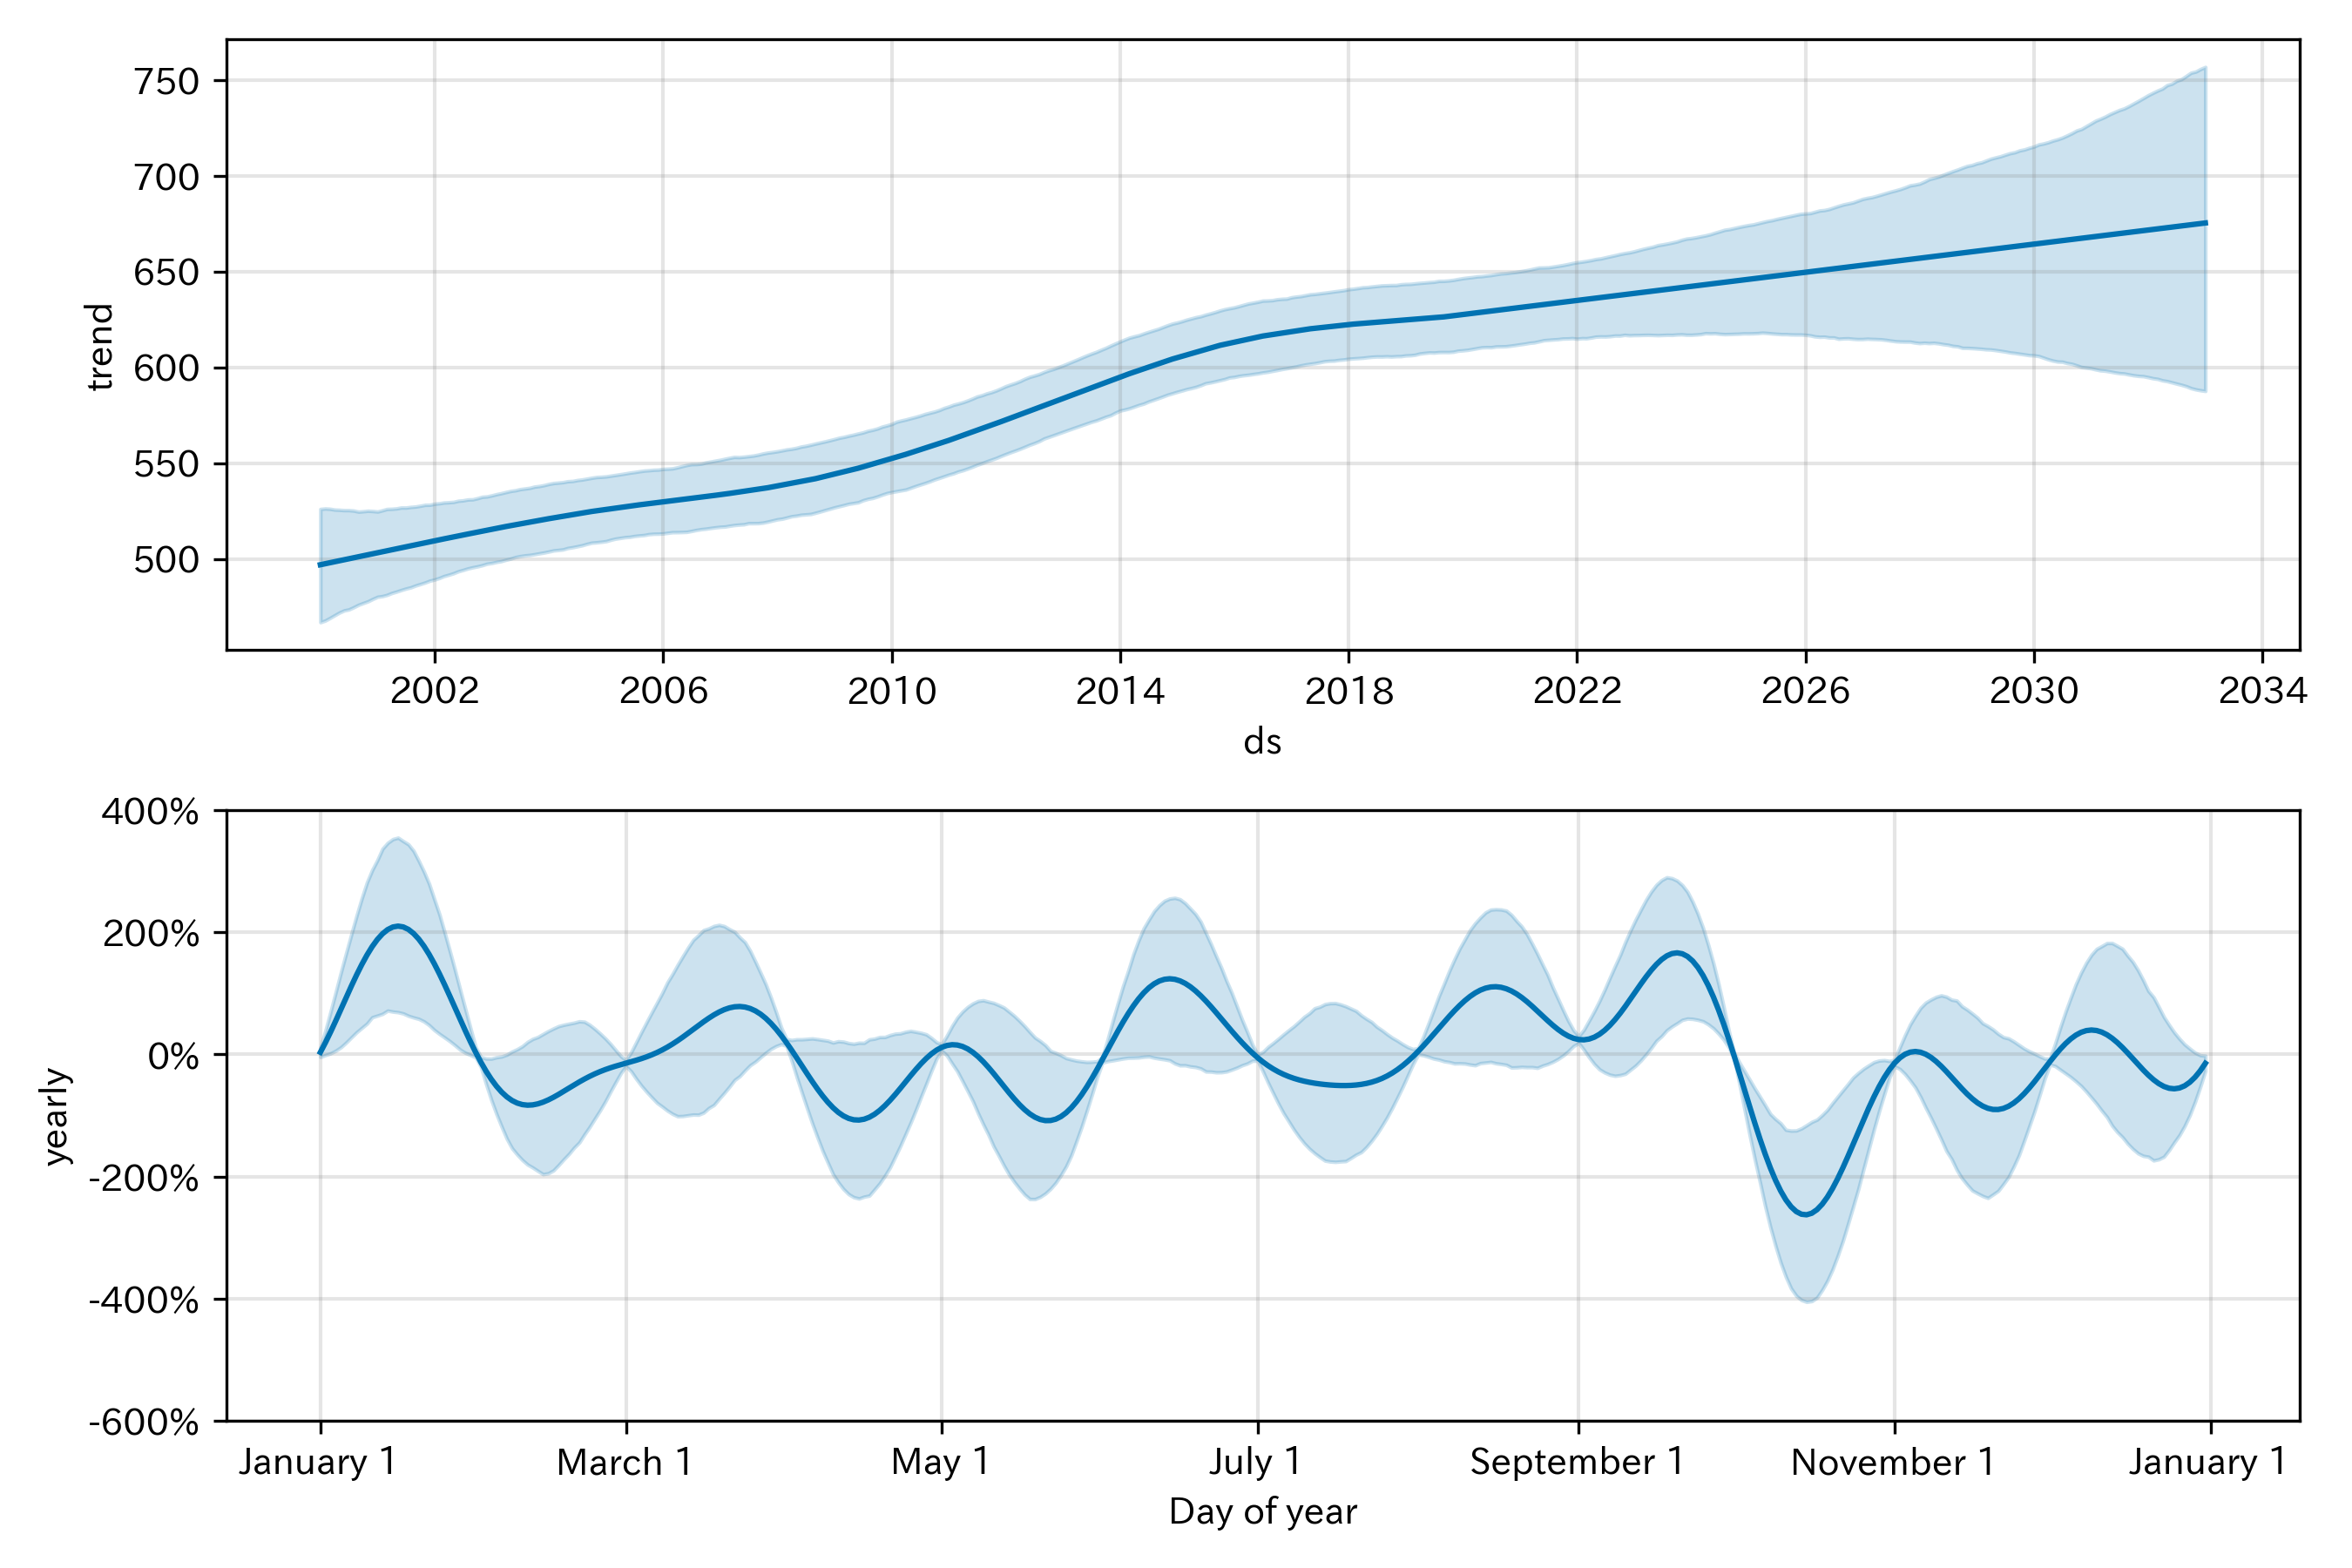 750
700
650
600
550
500
trend
2002 2006 2010 2014 2018 2022 2026 2030 2034
ds
400%
200%
0%
-200%
-400%
-600%
yearly
January 1 March 1 May 1 July 1 September 1 November 1 January 1
Day of year